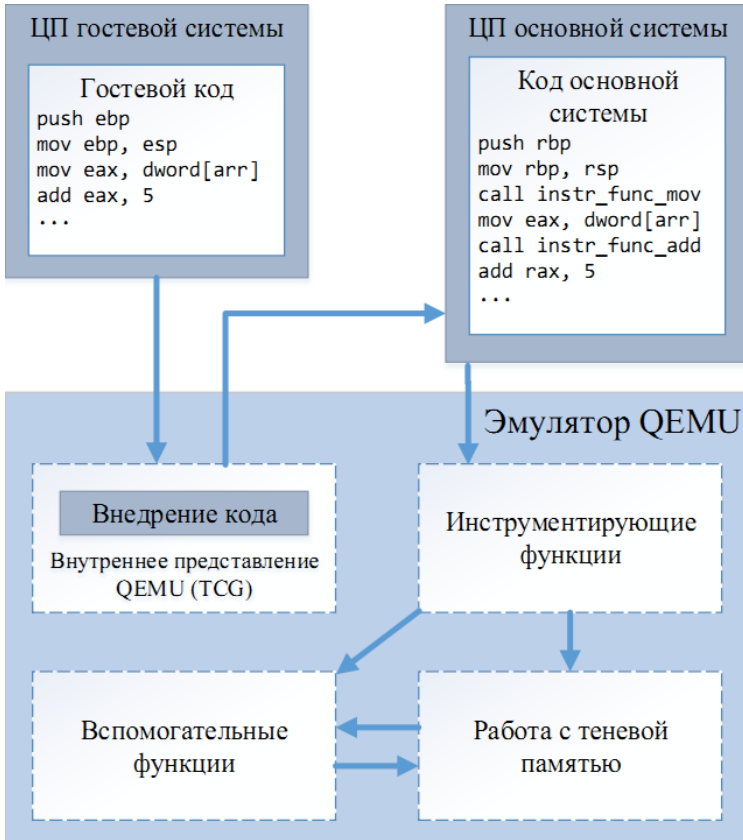 ЦП гостевой системы
Гостевой код
push ebp
mov ebp, esp
mov eax, dword[arr]
add eax, 5
...
ЦП основной системы
Код основной
системы
push rbp
mov rbp, rsp
call instr_func_mov
mov eax, dword[arr]
call instr_func_add
add rax, 5
...
Эмулятор QEMU
Внедрение кода
Внутреннее представление
QEMU (TCG)
Инструментирующие
функции
Вспомогательные
функции
Работа с теневой
памятью